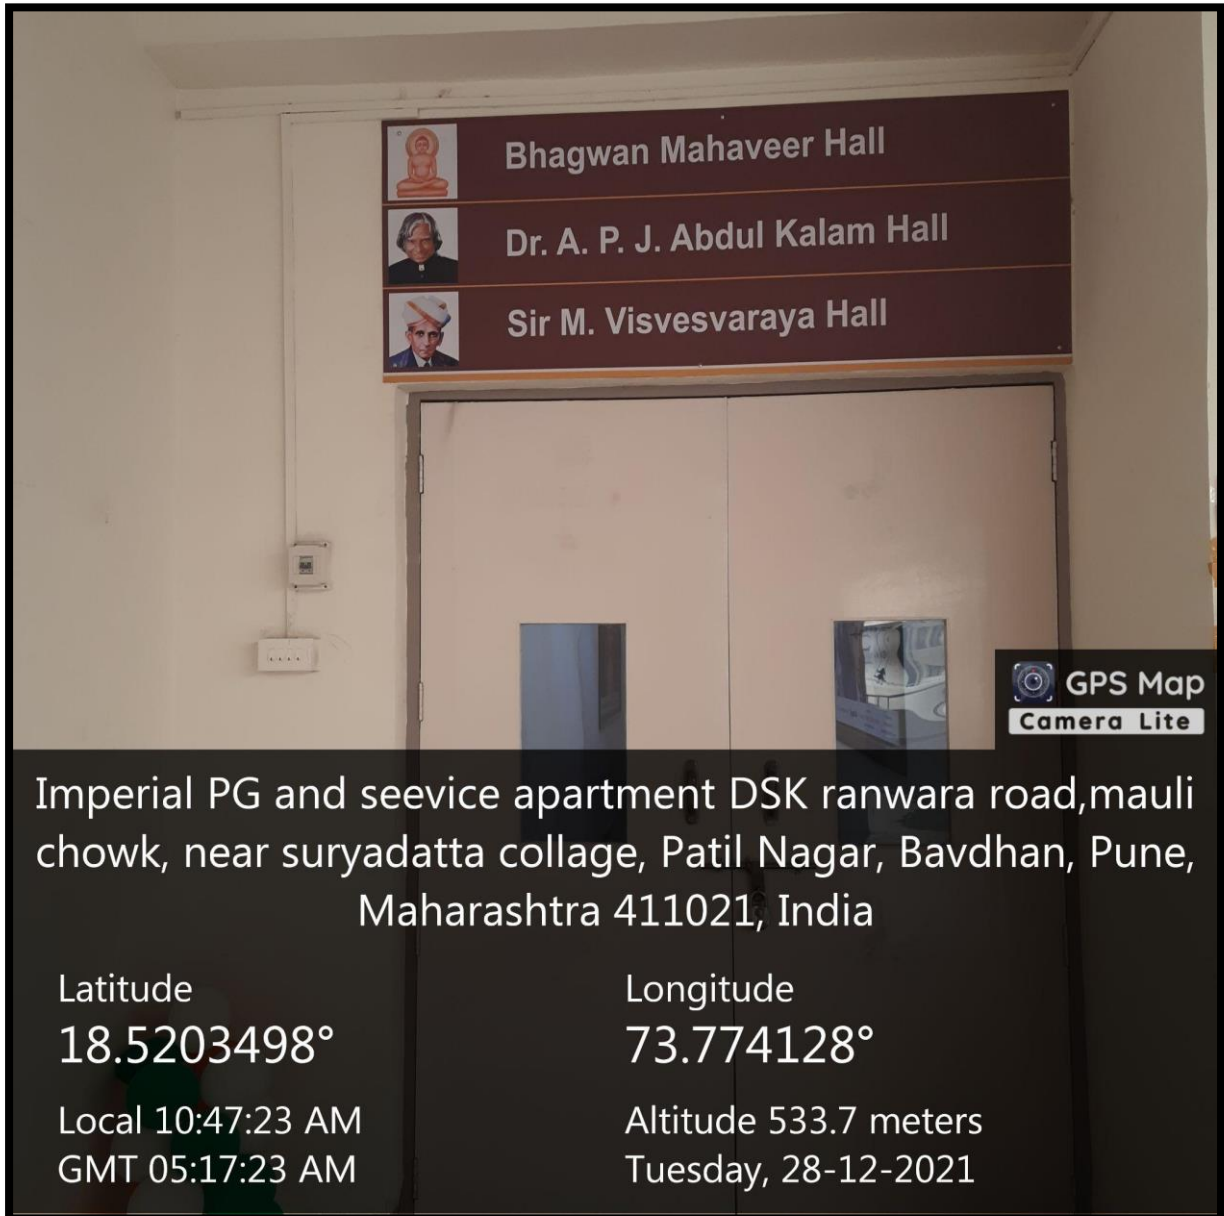 Bhagwan Mahaveer Hall
Dr. A. P. J. Abdul Kalam Hall
Sir M. Visvesvaraya Hall
GPS Map
Camera Lite
Imperial PG and seevice apartment DSK ranwara road,mauli
chowk, near suryadatta collage, Patil Nagar, Bavdhan, Pune,
Maharashtra 411021, India
Latitude
18.5203498°
Longitude
73.774128°
Local 10:47:23 AM
GMT 05:17:23 AM
Altitude 533.7 meters
Tuesday, 28-12-2021